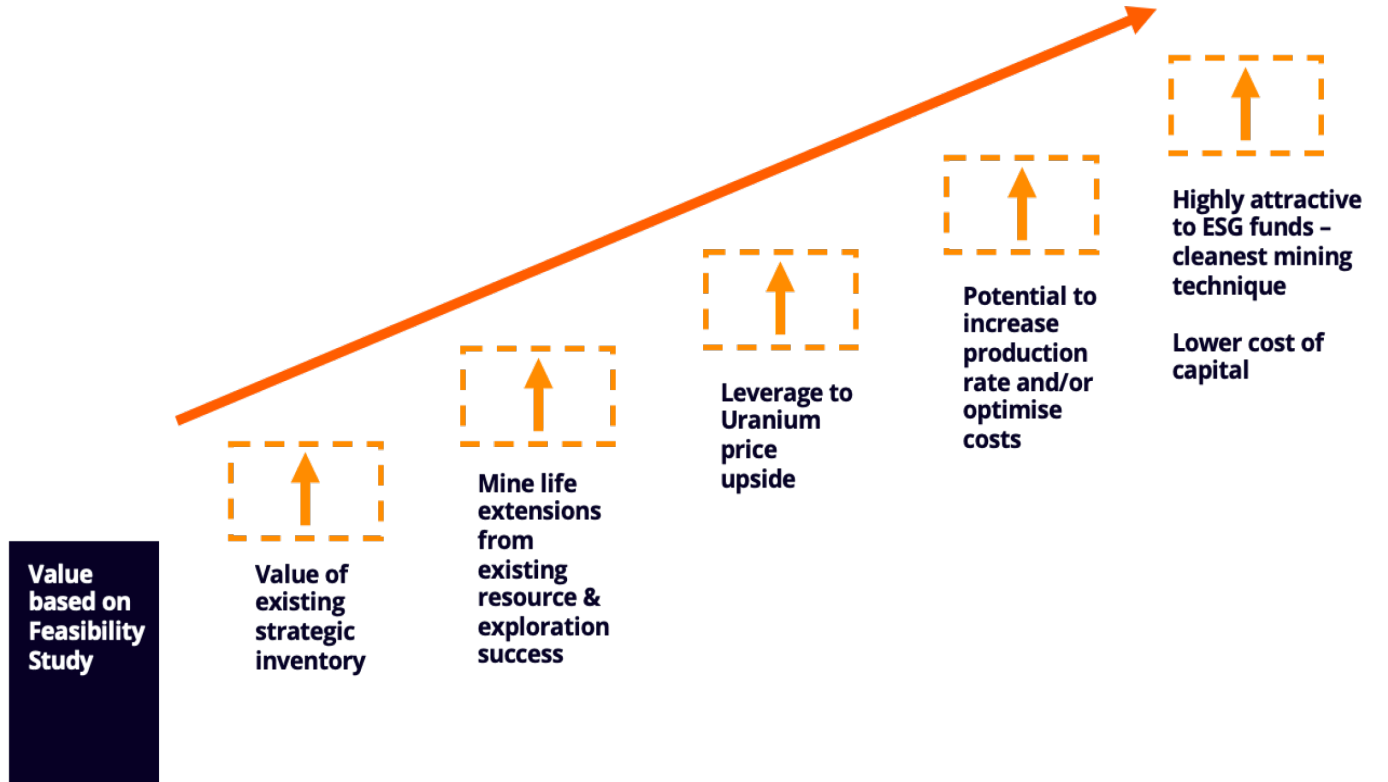 Value
based on
Feasibility
Study
Value of
existing
strategic
inventory
Mine life
extensions
from
existing
resource &
exploration
success
Leverage to
Uranium
price
upside
Potential to
increase
production
rate and/or
optimise
costs
Highly attractive
to ESG funds –
cleanest mining
technique
Lower cost of
capital